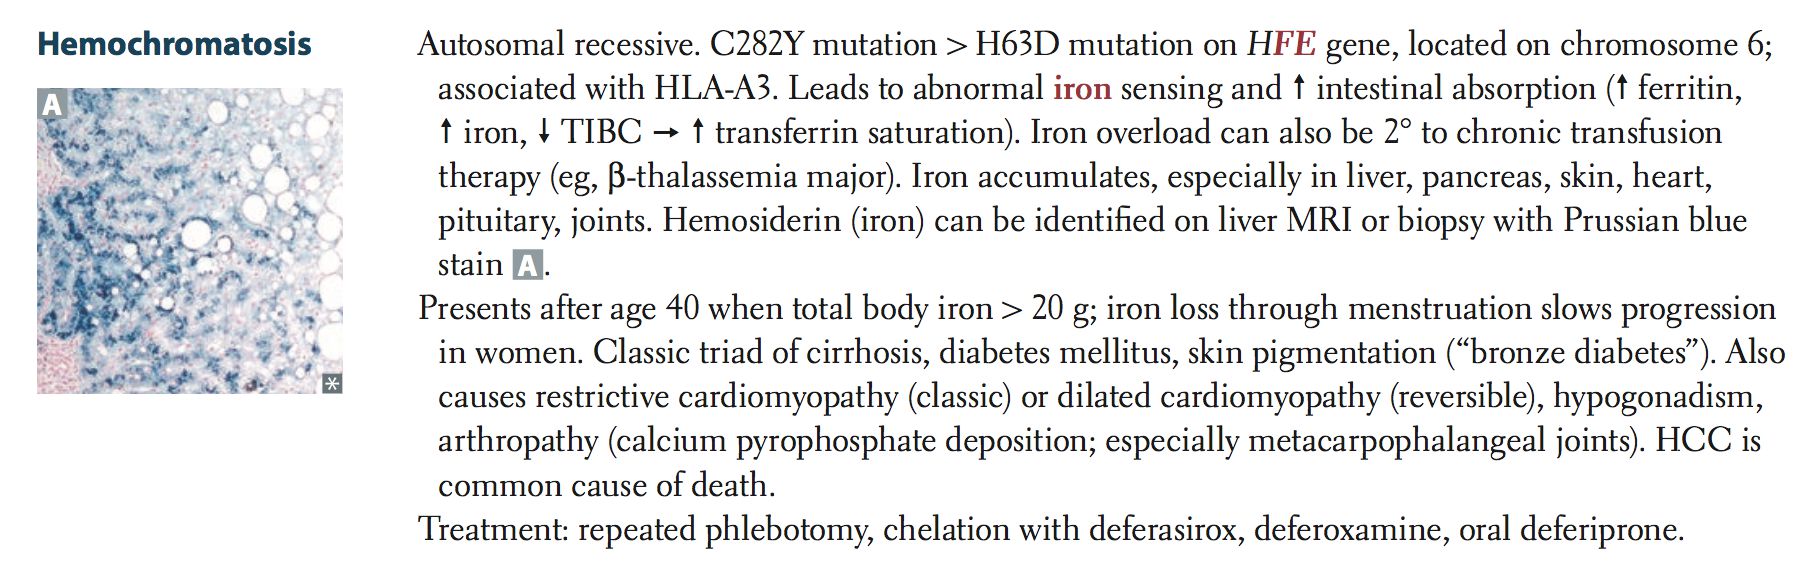 Hemochromatosis
A
*
Autosomal recessive. C282Y mutation > H63D mutation on HFE gene, located on chromosome 6;
associated with HLA-A3. Leads to abnormal iron sensing and ↑ intestinal absorption (↑ ferritin,
↑ iron, ↓ TIBC → ↑ transferrin saturation). Iron overload can also be 2° to chronic transfusion
therapy (eg, β-thalassemia major). Iron accumulates, especially in liver, pancreas, skin, heart,
pituitary, joints. Hemosiderin (iron) can be identified on liver MRI or biopsy with Prussian blue
stain A.
Presents after age 40 when total body iron > 20 g; iron loss through menstruation slows progression
in women. Classic triad of cirrhosis, diabetes mellitus, skin pigmentation (“bronze diabetes”). Also
causes restrictive cardiomyopathy (classic) or dilated cardiomyopathy (reversible), hypogonadism,
arthropathy (calcium pyrophosphate deposition; especially metacarpophalangeal joints). HCC is
common cause of death.
Treatment: repeated phlebotomy, chelation with deferasirox, deferoxamine, oral deferiprone.